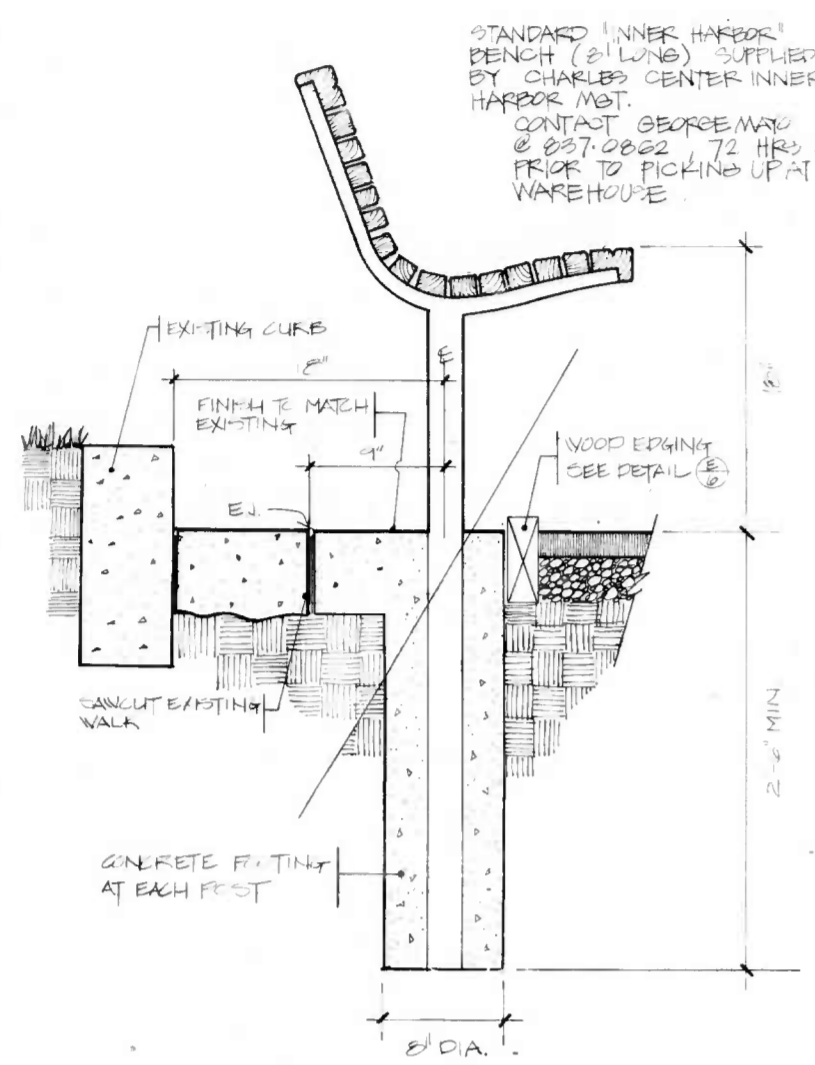 STANDARD "INNER HARBOR"
BENCH (8' LONG) SUPPLIED
BY CHARLES CENTER INNER
HARBOR MGT.
CONTACT GEORGE MAYO
@ 837.0862, 72 HRS
PRIOR TO PICKING UP AT
WAREHOUSE
EXISTING CURB
18"
℄
FINISH TO MATCH
EXISTING
9"
WOOD EDGING
SEE DETAIL E/6
18"
E.J.
SAWCUT EXISTING
WALK
2'-6" MIN
CONCRETE FOOTING
AT EACH POST
8" DIA.